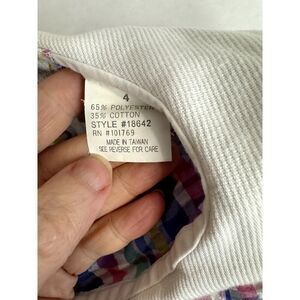 4
65% POLYESTER
35% COTTON
STYLE #18642
RN #101769
MADE IN TAIWAN
SEE REVERSE FOR CARE